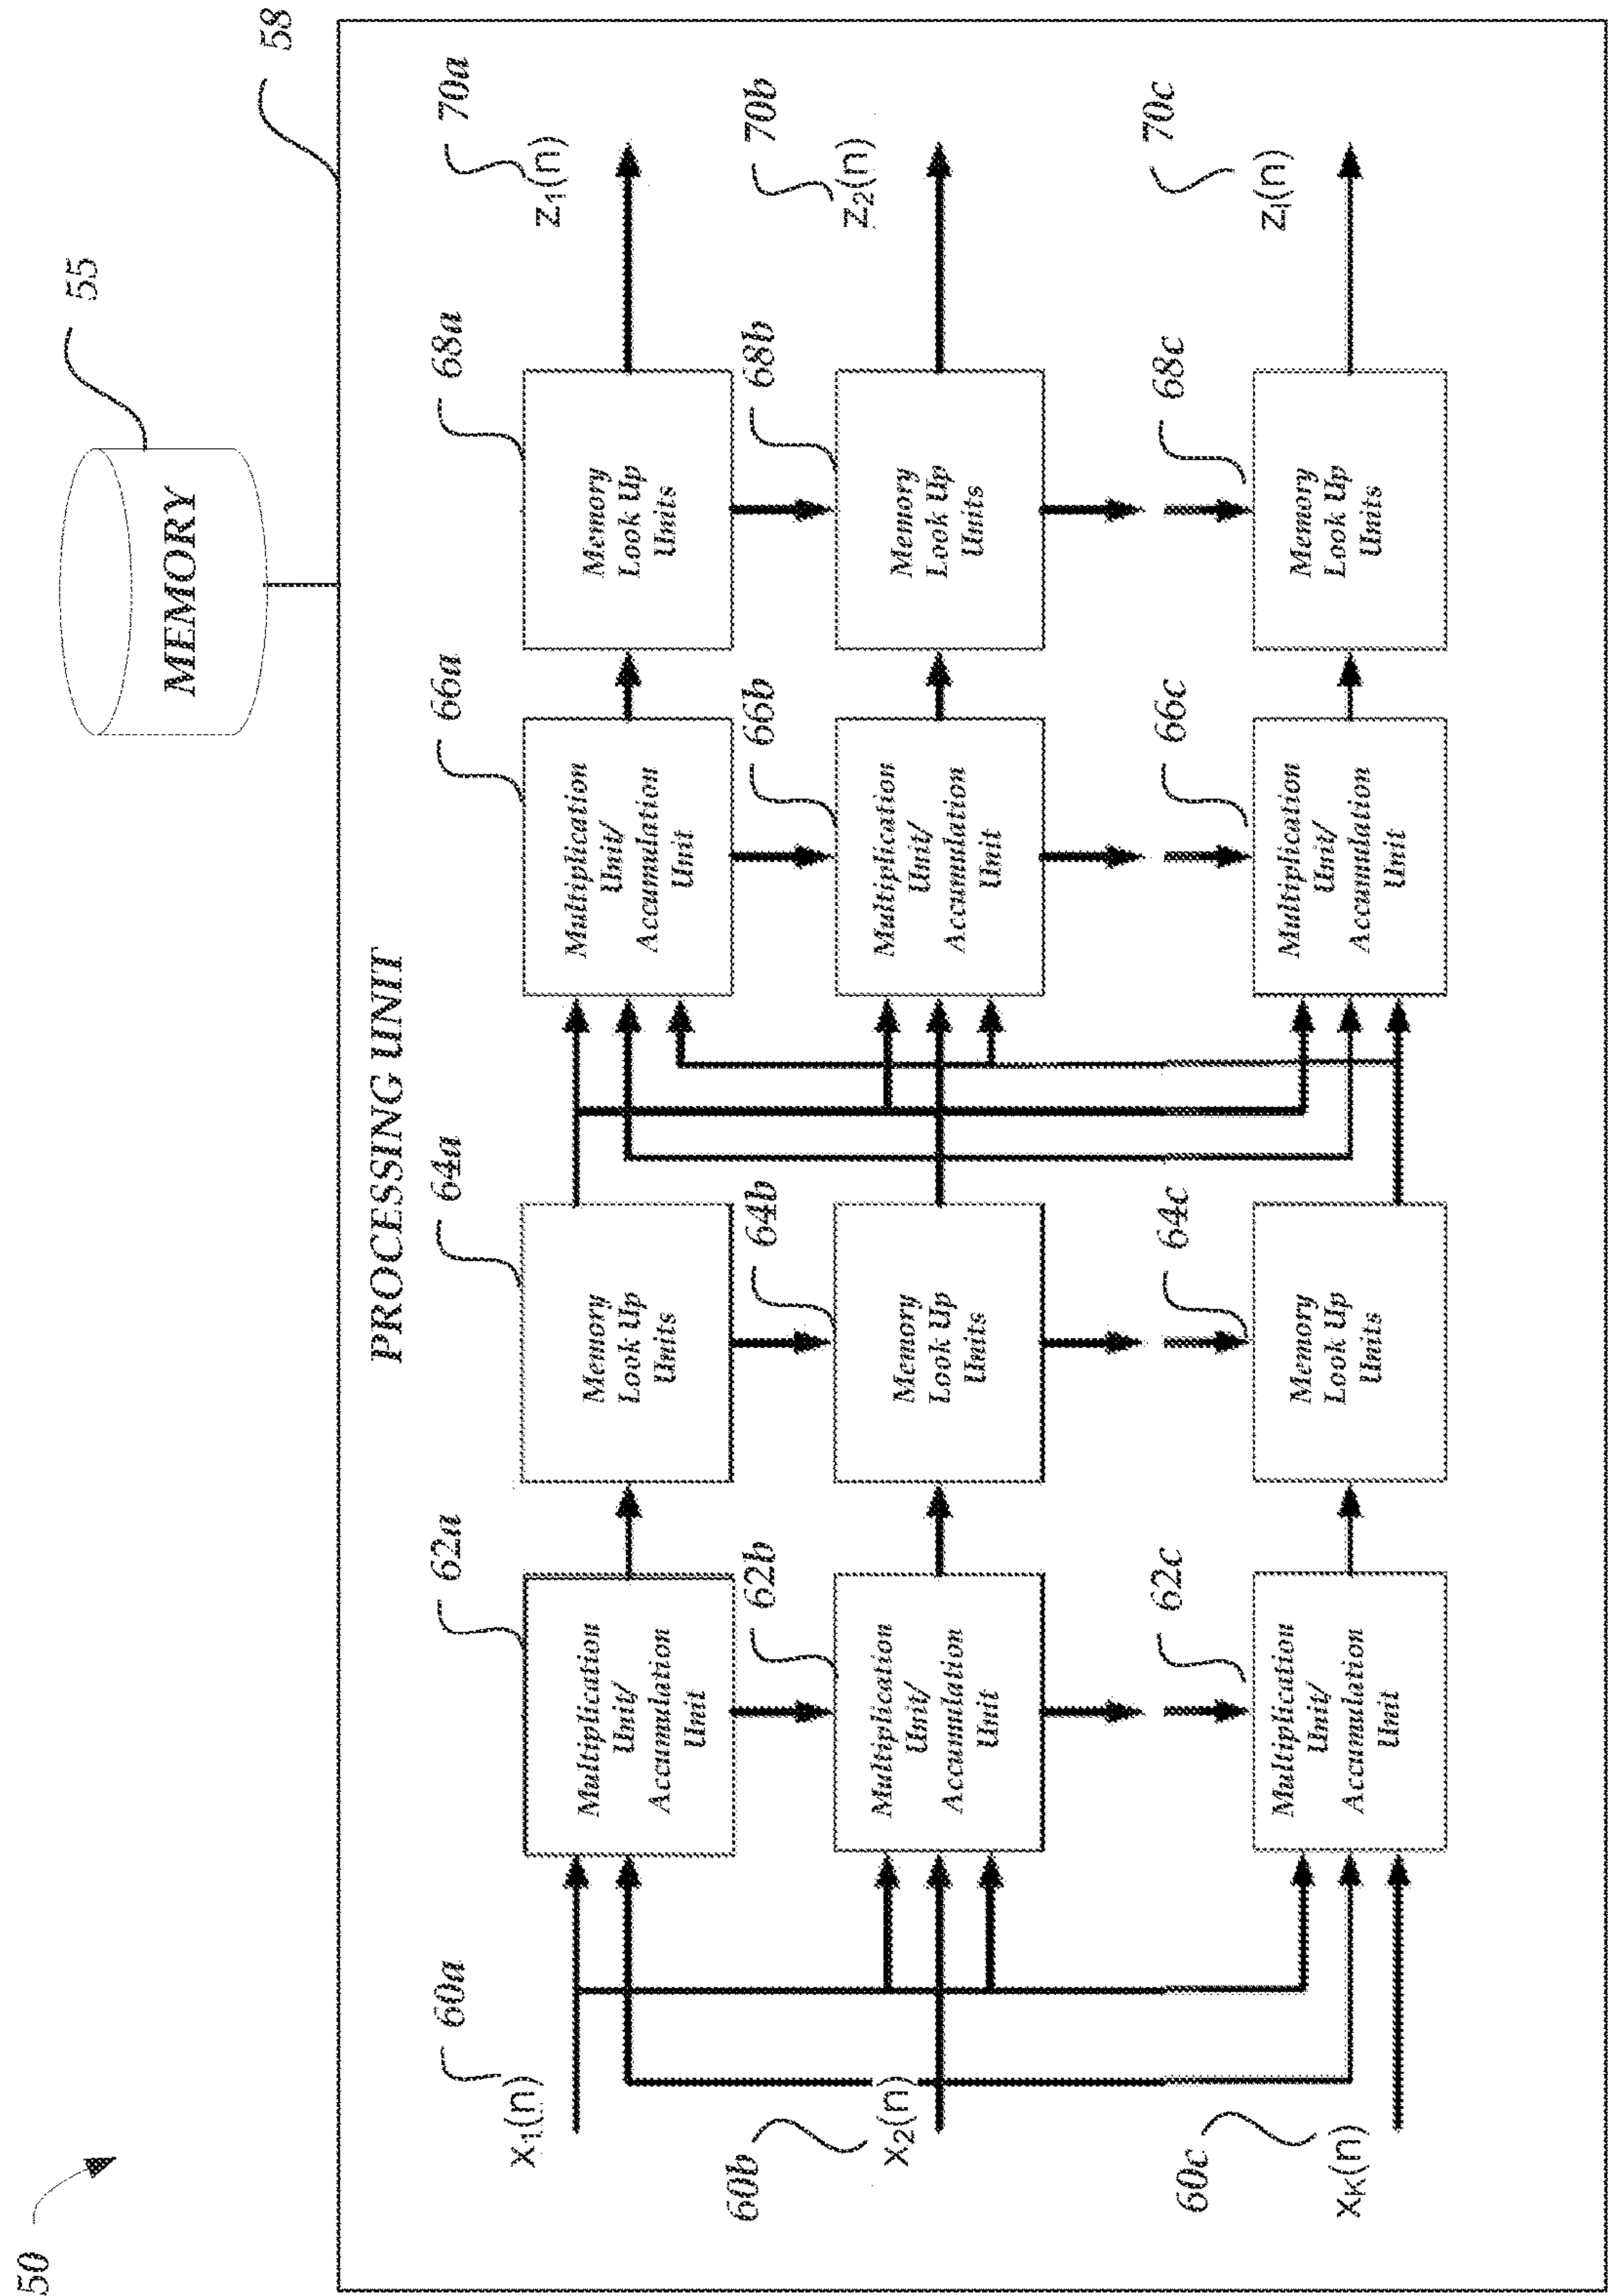 50
MEMORY
55
58
PROCESSING UNIT
60a
x₁(n)
62a
Multiplication
Unit/
Accumulation
Unit
64a
Memory
Look Up
Units
66a
Multiplication
Unit/
Accumulation
Unit
68a
Memory
Look Up
Units
70a
z₁(n)
60b
x₂(n)
62b
Multiplication
Unit/
Accumulation
Unit
64b
Memory
Look Up
Units
66b
Multiplication
Unit/
Accumulation
Unit
68b
Memory
Look Up
Units
70b
z₂(n)
60c
x_K(n)
62c
Multiplication
Unit/
Accumulation
Unit
64c
Memory
Look Up
Units
66c
Multiplication
Unit/
Accumulation
Unit
68c
Memory
Look Up
Units
70c
z_I(n)